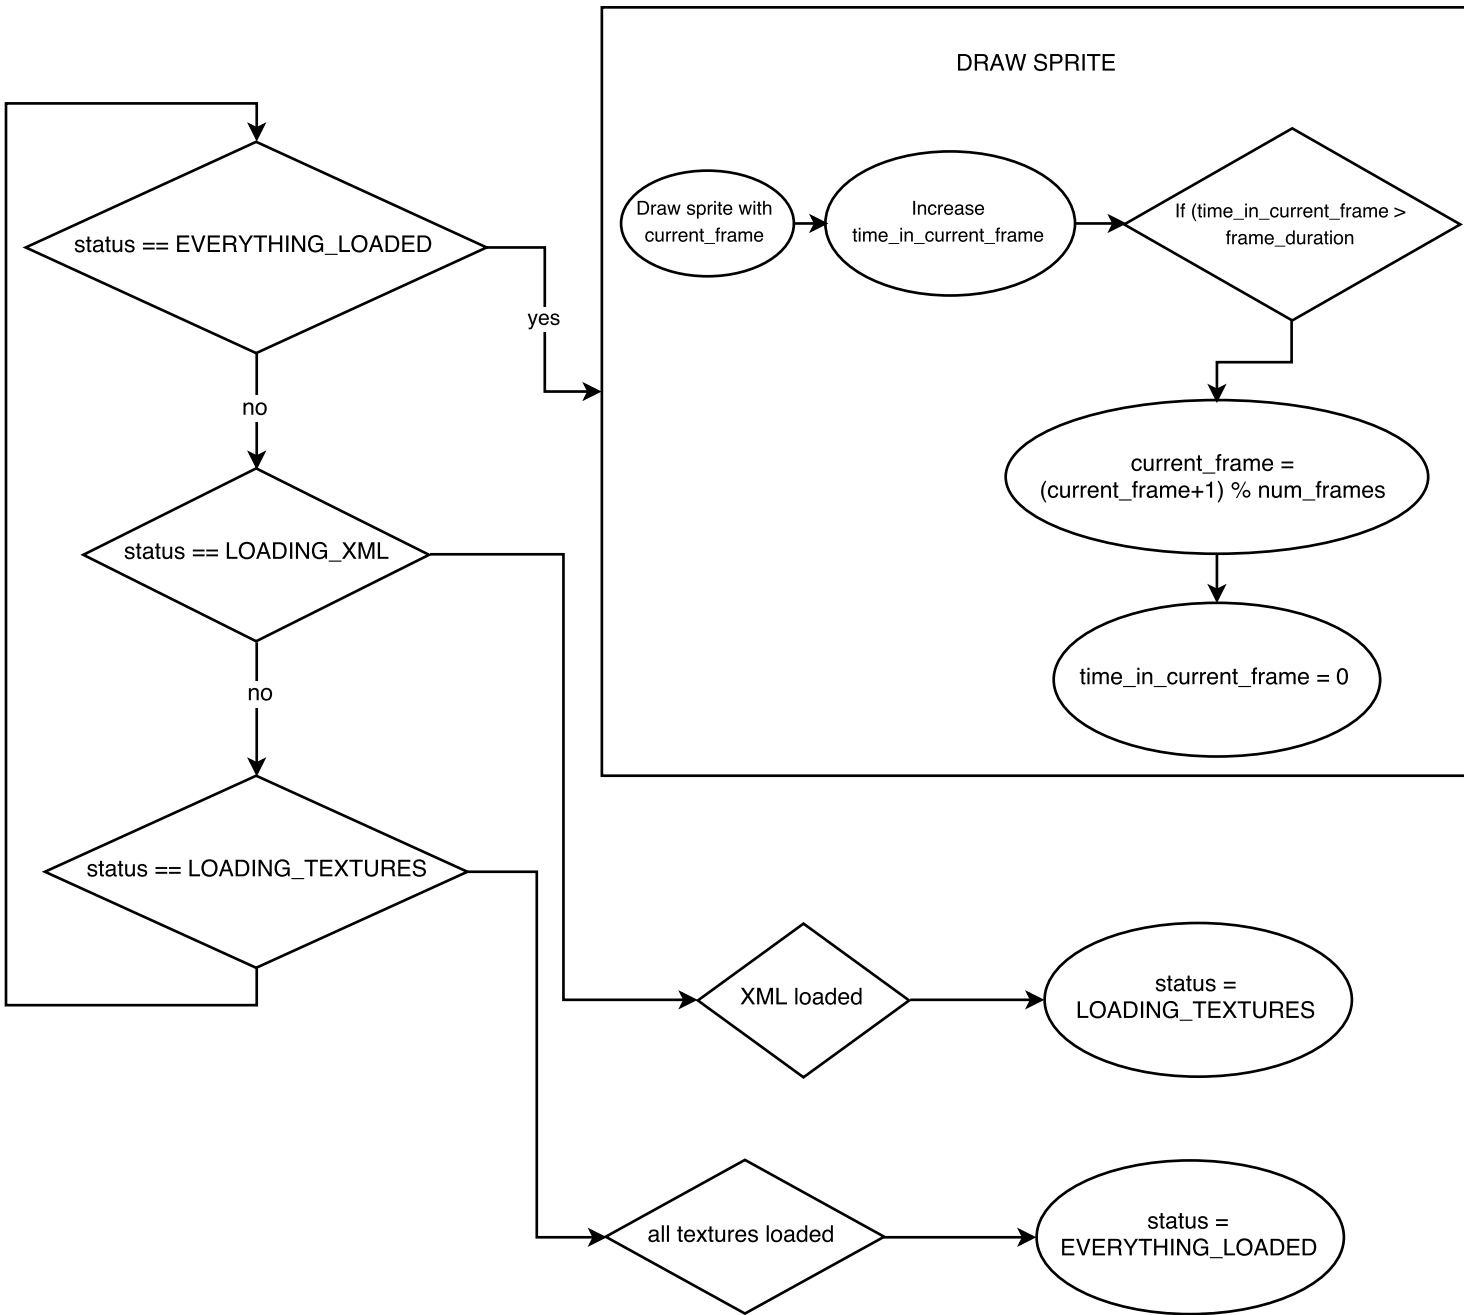 DRAW SPRITE
Draw sprite with
current_frame
Increase
time_in_current_frame
If (time_in_current_frame >
frame_duration
status == EVERYTHING_LOADED
yes
no
current_frame =
(current_frame+1) % num_frames
status == LOADING_XML
time_in_current_frame = 0
no
status == LOADING_TEXTURES
XML loaded
status =
LOADING_TEXTURES
all textures loaded
status =
EVERYTHING_LOADED